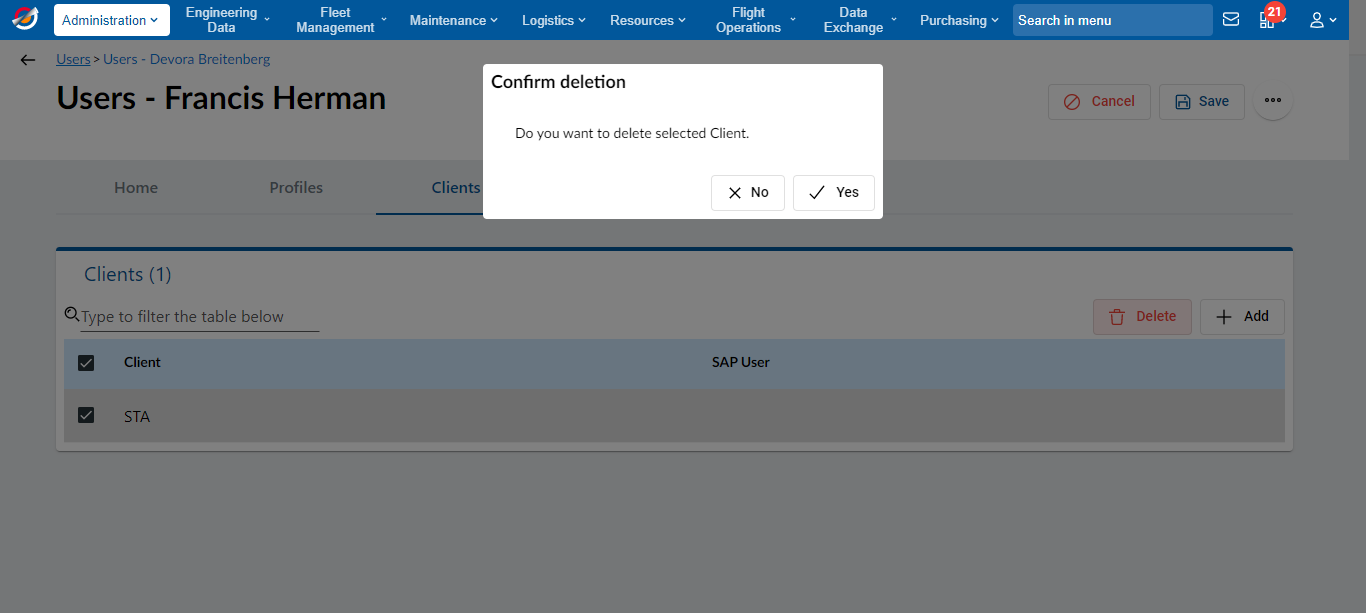 Administration
Engineering
Data
Fleet
Management
Maintenance
Logistics
Resources
Flight
Operations
Data
Exchange
Purchasing
Search in menu
21
Users > Users - Devora Breitenberg
Users - Francis Herman
Cancel
Save
Confirm deletion
Do you want to delete selected Client.
No
Yes
Home
Profiles
Clients
Clients (1)
Type to filter the table below
Delete
Add
Client
SAP User
STA